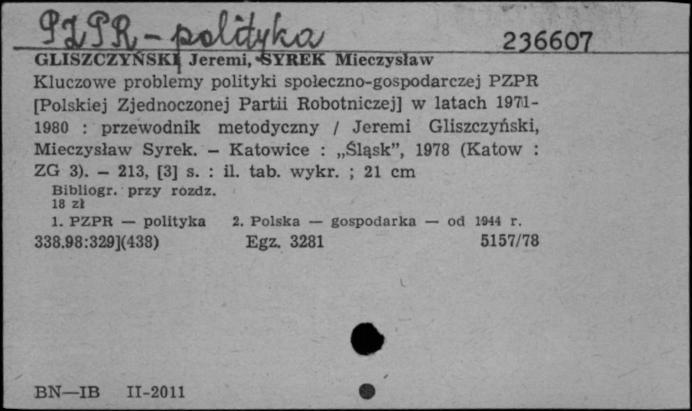 PZPR - polityka
236607
GLISZCZYŃSKI Jeremi, SYREK Mieczysław
Kluczowe problemy polityki społeczno-gospodarczej PZPR
[Polskiej Zjednoczonej Partii Robotniczej] w latach 1971-
1980 : przewodnik metodyczny / Jeremi Gliszczyński,
Mieczysław Syrek. — Katowice : „Śląsk”, 1978 (Katow :
ZG 3). — 213, [3] s. : il. tab. wykr. ; 21 cm
Bibliogr. przy rozdz.
18 zł
1. PZPR — polityka 2. Polska — gospodarka — od 1944 r.
338.98:329](438) Egz. 3281 5157/78
BN—IB II-2011